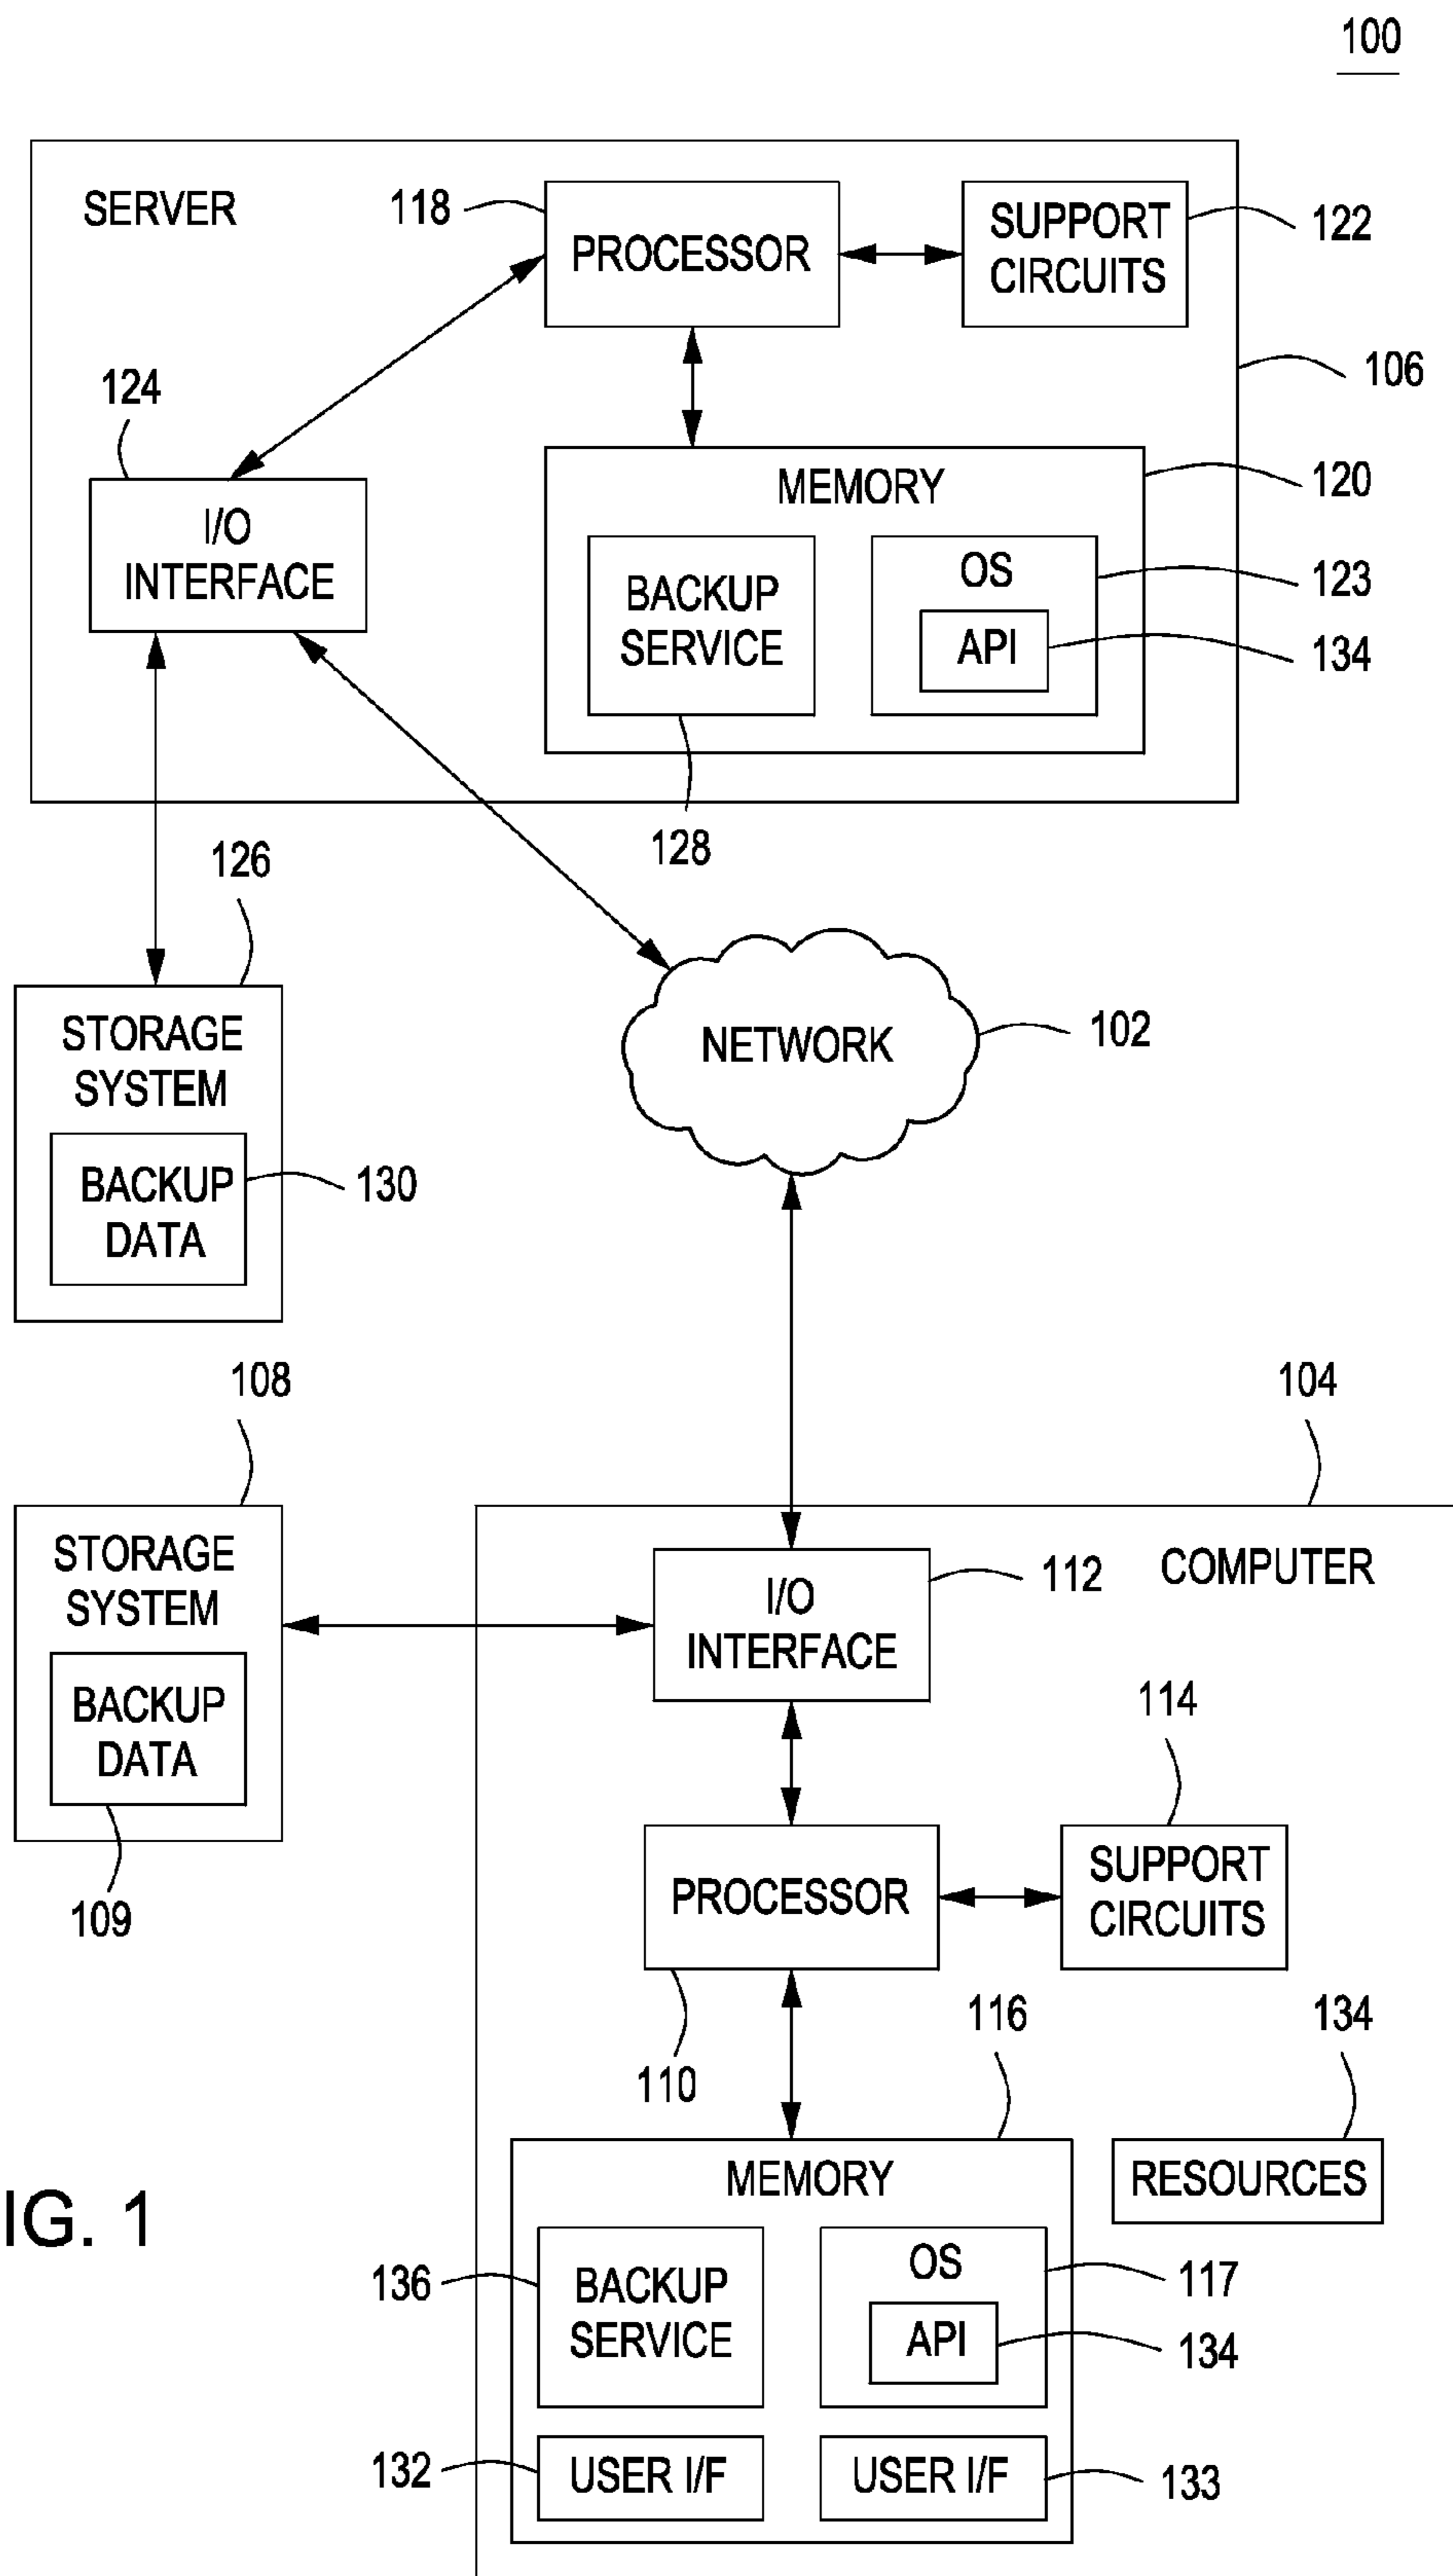 100
SERVER
118
PROCESSOR
SUPPORT
CIRCUITS
122
106
124
I/O
INTERFACE
MEMORY
120
BACKUP
SERVICE
OS
123
API
134
128
126
STORAGE
SYSTEM
BACKUP
DATA
130
NETWORK
102
108
104
STORAGE
SYSTEM
BACKUP
DATA
109
COMPUTER
I/O
INTERFACE
112
114
PROCESSOR
SUPPORT
CIRCUITS
110
116
134
MEMORY
RESOURCES
IG. 1
136
BACKUP
SERVICE
OS
117
API
134
132
USER I/F
USER I/F
133